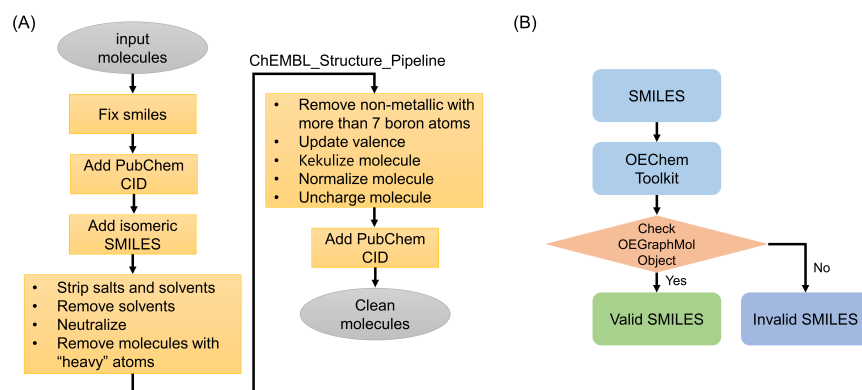 (A)
input
molecules
Fix smiles
Add PubChem
CID
Add isomeric
SMILES
• Strip salts and solvents
• Remove solvents
• Neutralize
• Remove molecules with
“heavy” atoms
ChEMBL_Structure_Pipeline
• Remove non-metallic with
more than 7 boron atoms
• Update valence
• Kekulize molecule
• Normalize molecule
• Uncharge molecule
Add PubChem
CID
Clean
molecules
(B)
SMILES
OEChem
Toolkit
Check
OEGraphMol
Object
Yes
No
Valid SMILES
Invalid SMILES